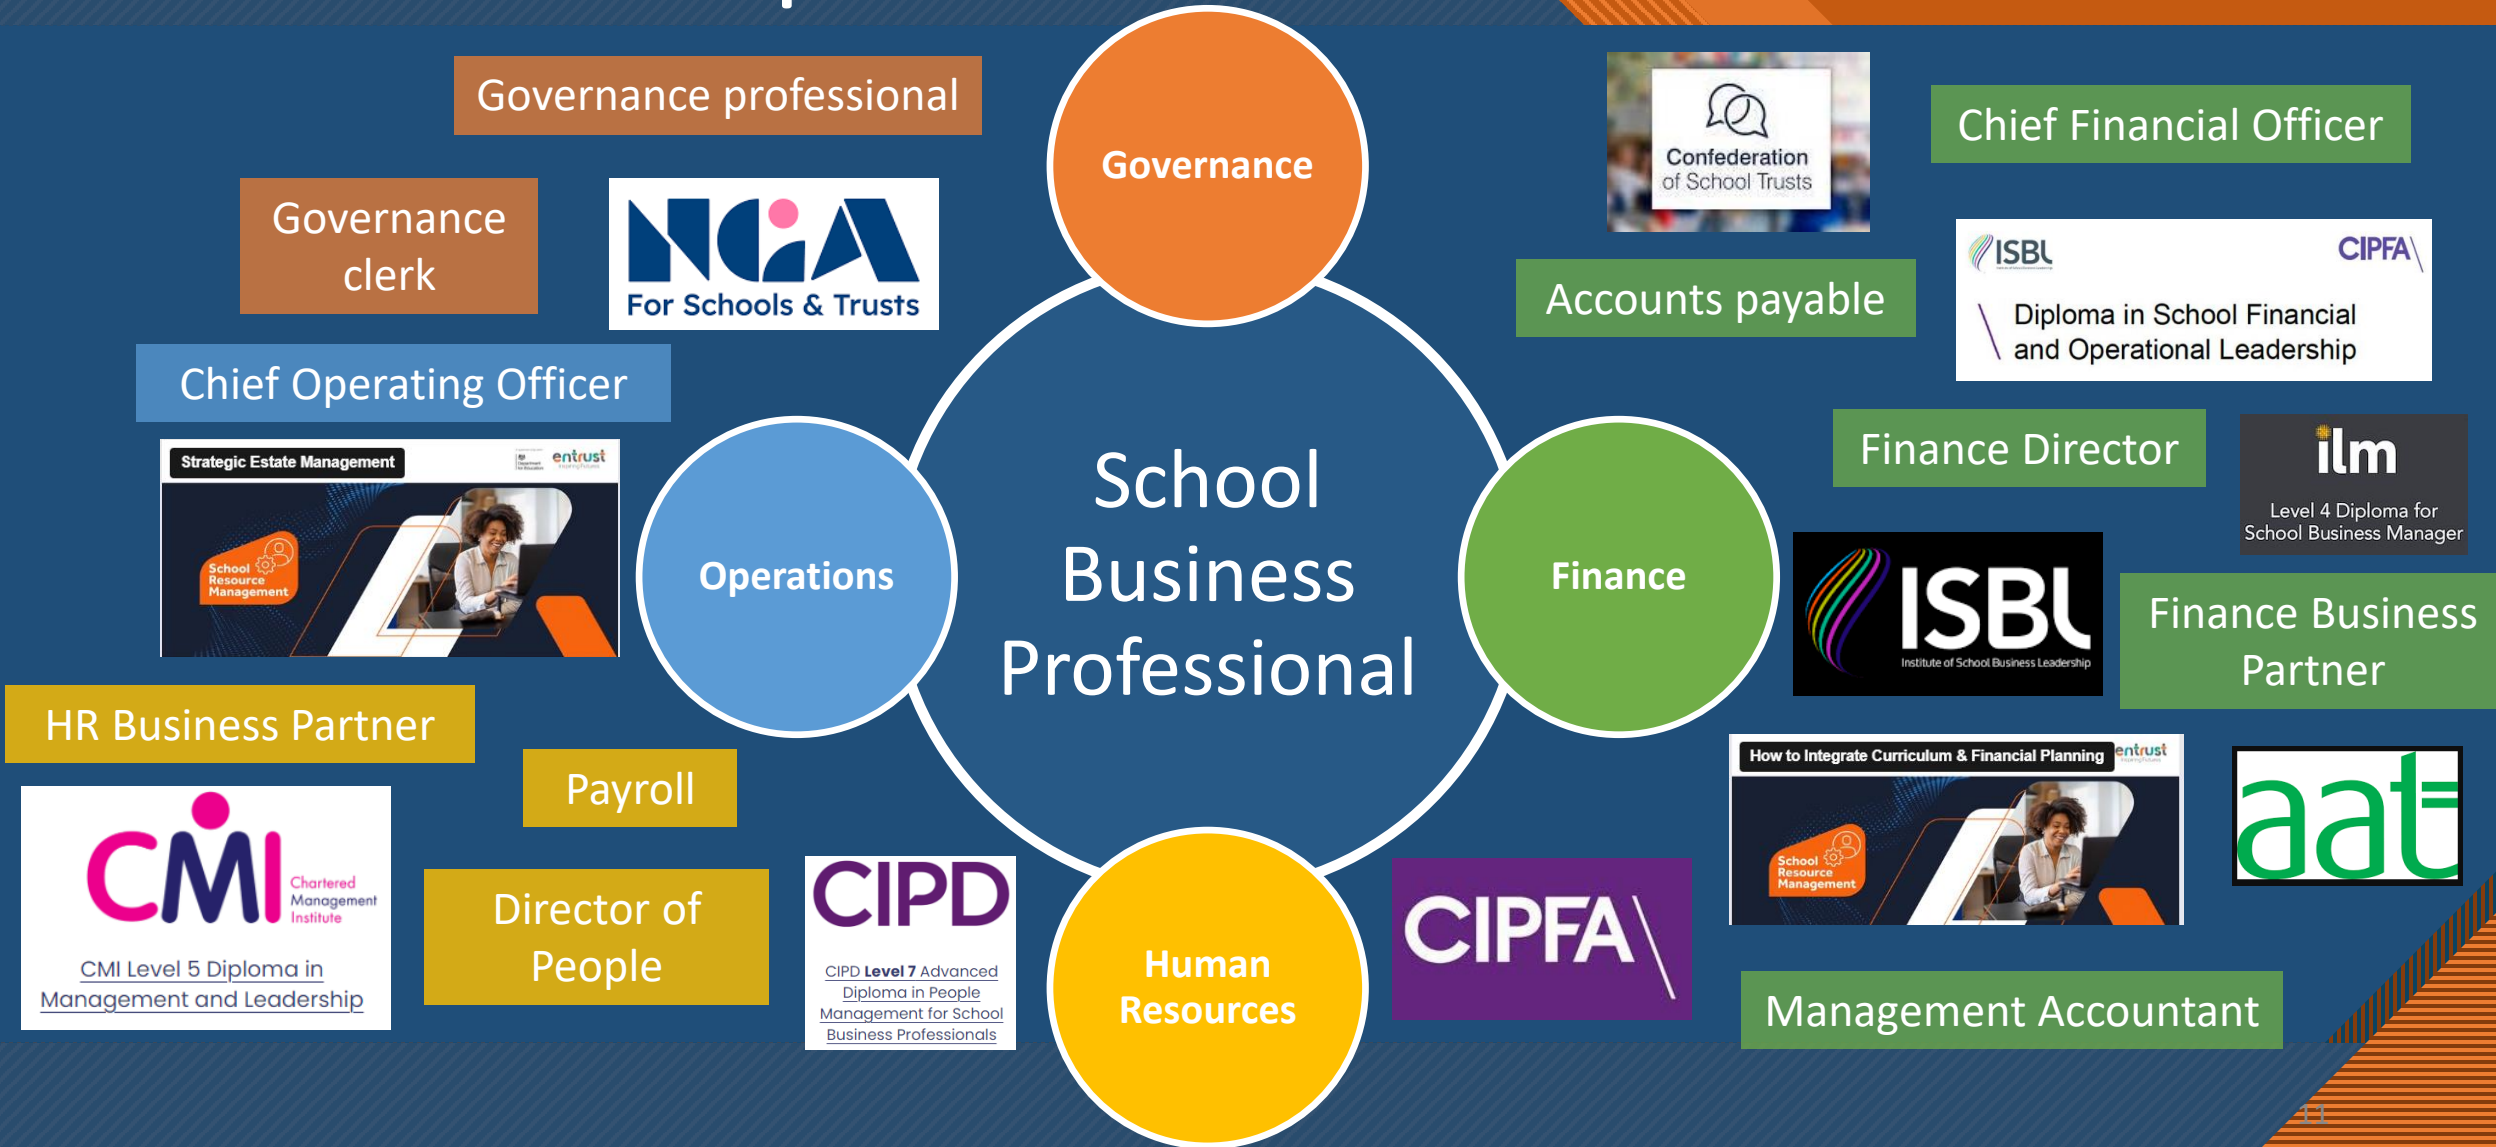 Governance professional
Governance
clerk
NGA
For Schools & Trusts
Governance
Confederation
of School Trusts
Chief Financial Officer
Accounts payable
ISBL
CIPFA
Diploma in School Financial
and Operational Leadership
Chief Operating Officer
Strategic Estate Management
entrust
School
Resource
Management
Operations
School
Business
Professional
Finance
Finance Director
ilm
Level 4 Diploma for
School Business Manager
ISBL
Institute of School Business Leadership
Finance Business
Partner
HR Business Partner
Payroll
CMI
Chartered
Management
Institute
CMI Level 5 Diploma in
Management and Leadership
Director of
People
CIPD
CIPD Level 7 Advanced
Diploma in People
Management for School
Business Professionals
Human
Resources
CIPFA
How to Integrate Curriculum & Financial Planning
entrust
School
Resource
Management
aat
Management Accountant
11